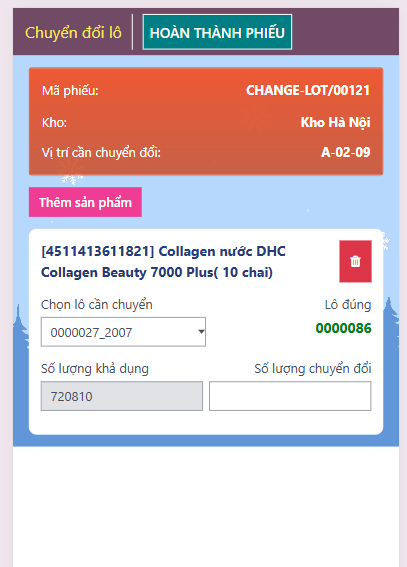 Chuyển đổi lô
HOÀN THÀNH PHIẾU
Mã phiếu: CHANGE-LOT/00121
Kho: Kho Hà Nội
Vị trí cần chuyển đổi: A-02-09
Thêm sản phẩm
[4511413611821] Collagen nước DHC
Collagen Beauty 7000 Plus( 10 chai)
Chọn lô cần chuyển Lô đúng
0000027_2007 0000086
Số lượng khả dụng Số lượng chuyển đổi
720810